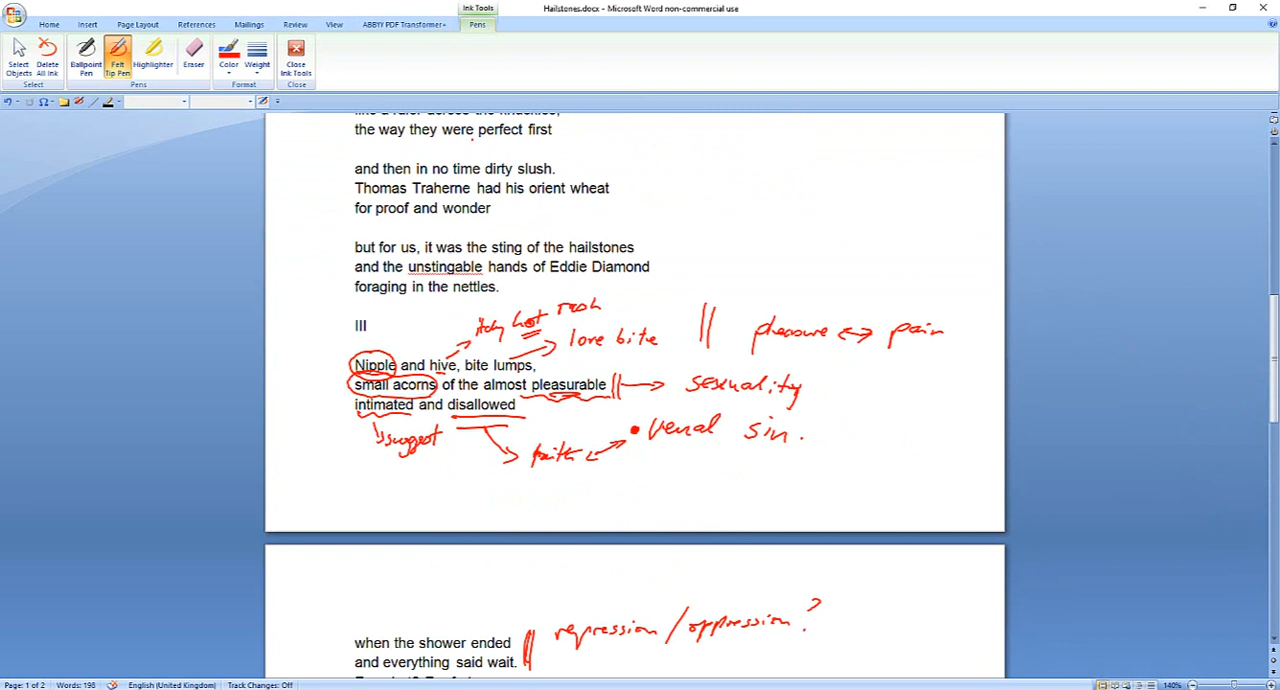 Ink Tools
Hailstones.docx - Microsoft Word non-commercial use
Home Insert Page Layout References Mailings Review View ABBYY PDF Transformer+ Pens
Select Objects
Delete All Ink
Ballpoint Pen
Felt Tip Pen
Highlighter
Eraser
Color
Weight
Close Ink Tools
Select Pens Format Close
the way they were perfect first
and then in no time dirty slush.
Thomas Traherne had his orient wheat
for proof and wonder
but for us, it was the sting of the hailstones
and the unstingable hands of Eddie Diamond
foraging in the nettles.
itchy hot rash
III
love bite
pleasure ↔ pain
Nipple and hive, bite lumps,
small acorns of the almost pleasurable
sexuality
intimated and disallowed
suggest
venal sin.
faith
repression/oppression?
when the shower ended
and everything said wait.
Page: 1 of 2 Words: 198 English (United Kingdom) Track Changes: Off 140%